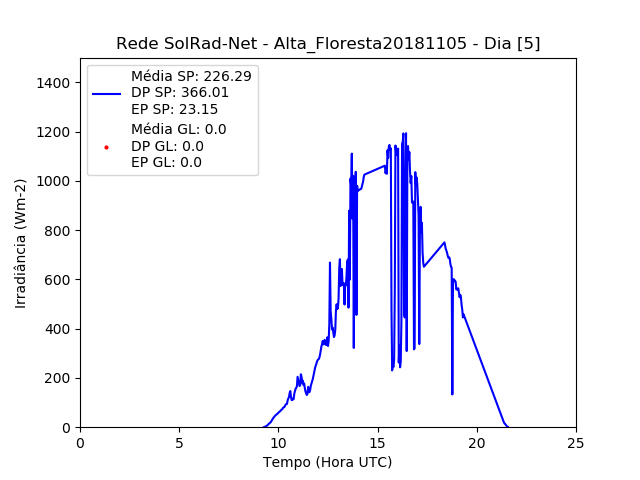 Rede SolRad-Net - Alta_Floresta20181105 - Dia [5]
Média SP: 226.29
DP SP: 366.01
EP SP: 23.15
Média GL: 0.0
DP GL: 0.0
EP GL: 0.0
1400
1200
1000
800
600
400
200
0
Irradiância (Wm-2)
0 5 10 15 20 25
Tempo (Hora UTC)